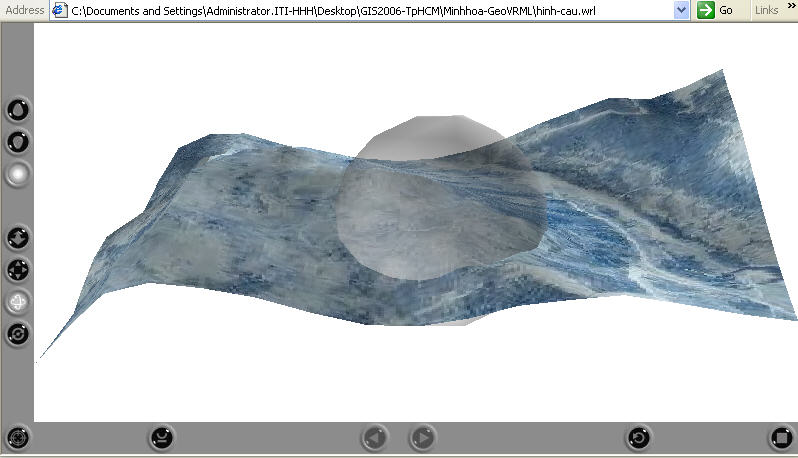 Address C:\Documents and Settings\Administrator.ITI-HHH\Desktop\GIS2006-TpHCM\Minhhoa-GeoVRML\hinh-cau.wrl Go Links »